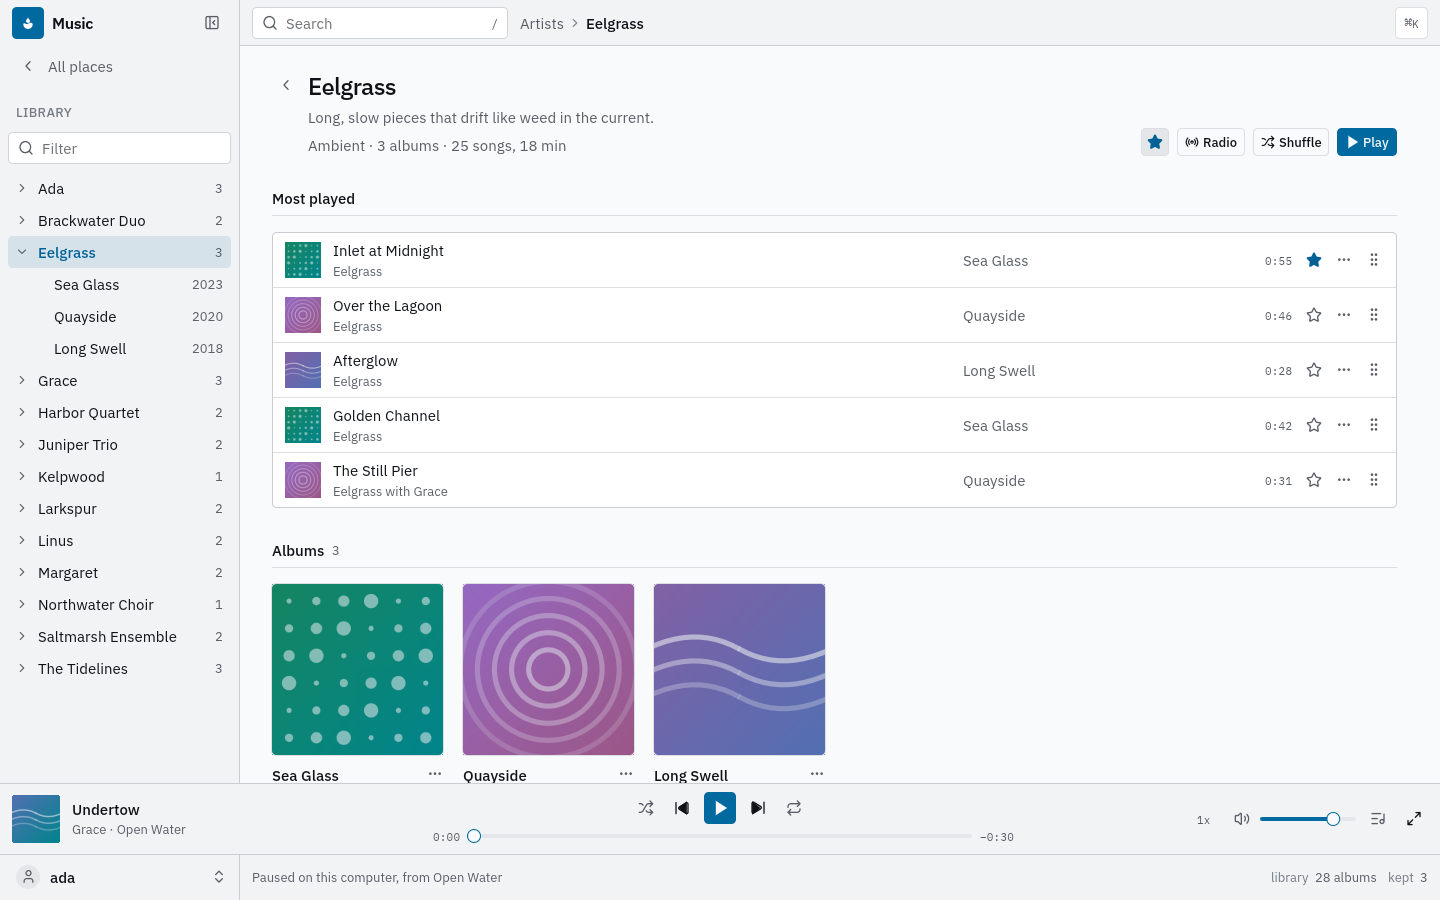 Music
All places
LIBRARY
Filter
Ada 3
Brackwater Duo 2
Eelgrass 3
Sea Glass 2023
Quayside 2020
Long Swell 2018
Grace 3
Harbor Quartet 2
Juniper Trio 2
Kelpwood 1
Larkspur 2
Linus 2
Margaret 2
Northwater Choir 1
Saltmarsh Ensemble 2
The Tidelines 3
Search /
Artists Eelgrass
⌘K
Eelgrass
Long, slow pieces that drift like weed in the current.
Ambient · 3 albums · 25 songs, 18 min
Radio Shuffle Play
Most played
Inlet at Midnight
Eelgrass
Sea Glass 0:55
Over the Lagoon
Eelgrass
Quayside 0:46
Afterglow
Eelgrass
Long Swell 0:28
Golden Channel
Eelgrass
Sea Glass 0:42
The Still Pier
Eelgrass with Grace
Quayside 0:31
Albums 3
Sea Glass Quayside Long Swell
Undertow
Grace · Open Water
0:00 −0:30
1x
ada
Paused on this computer, from Open Water
library 28 albums kept 3